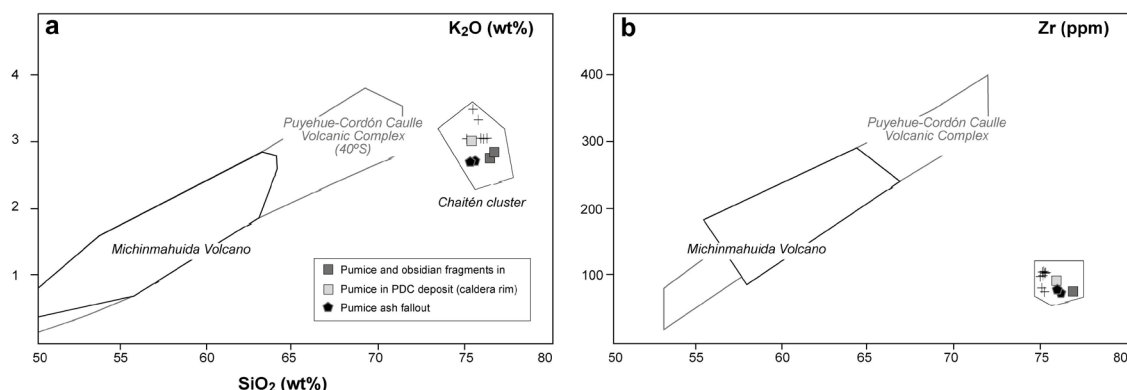 a
K₂O (wt%)
4
3
2
1
Puyehue-Cordón Caulle
Volcanic Complex
(40ºS)
Chaitén cluster
Michinmahuida Volcano
Pumice and obsidian fragments in
Pumice in PDC deposit (caldera rim)
Pumice ash fallout
50 55 60 65 70 75 80
SiO₂ (wt%)
b
Zr (ppm)
400
300
200
100
Puyehue-Cordón Caulle
Volcanic Complex
Michinmahuida Volcano
50 55 60 65 70 75 80